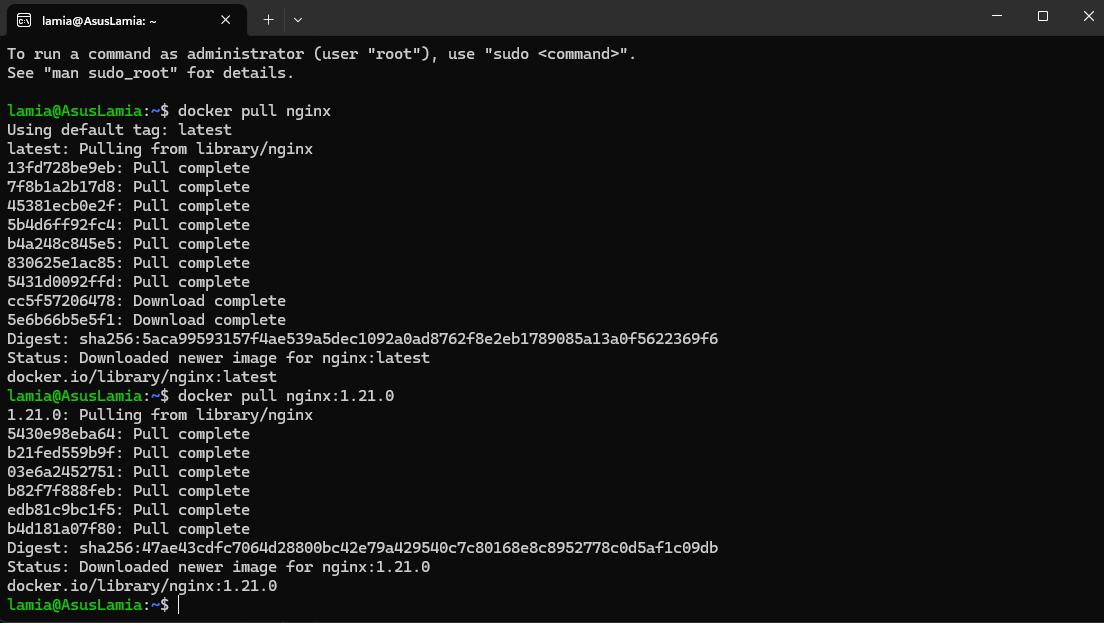 lamia@AsusLamia: ~
To run a command as administrator (user "root"), use "sudo <command>".
See "man sudo_root" for details.
lamia@AsusLamia:~$ docker pull nginx
Using default tag: latest
latest: Pulling from library/nginx
13fd728be9eb: Pull complete
7f8b1a2b17d8: Pull complete
45381ecb0e2f: Pull complete
5b4d6ff92fc4: Pull complete
b4a248c845e5: Pull complete
830625e1ac85: Pull complete
5431d0092ffd: Pull complete
cc5f57206478: Download complete
5e6b66b5e5f1: Download complete
Digest: sha256:5aca99593157f4ae539a5dec1092a0ad8762f8e2eb1789085a13a0f5622369f6
Status: Downloaded newer image for nginx:latest
docker.io/library/nginx:latest
lamia@AsusLamia:~$ docker pull nginx:1.21.0
1.21.0: Pulling from library/nginx
5430e98eba64: Pull complete
b21fed559b9f: Pull complete
03e6a2452751: Pull complete
b82f7f888feb: Pull complete
edb81c9bc1f5: Pull complete
b4d181a07f80: Pull complete
Digest: sha256:47ae43cdfc7064d28800bc42e79a429540c7c80168e8c8952778c0d5af1c09db
Status: Downloaded newer image for nginx:1.21.0
docker.io/library/nginx:1.21.0
lamia@AsusLamia:~$